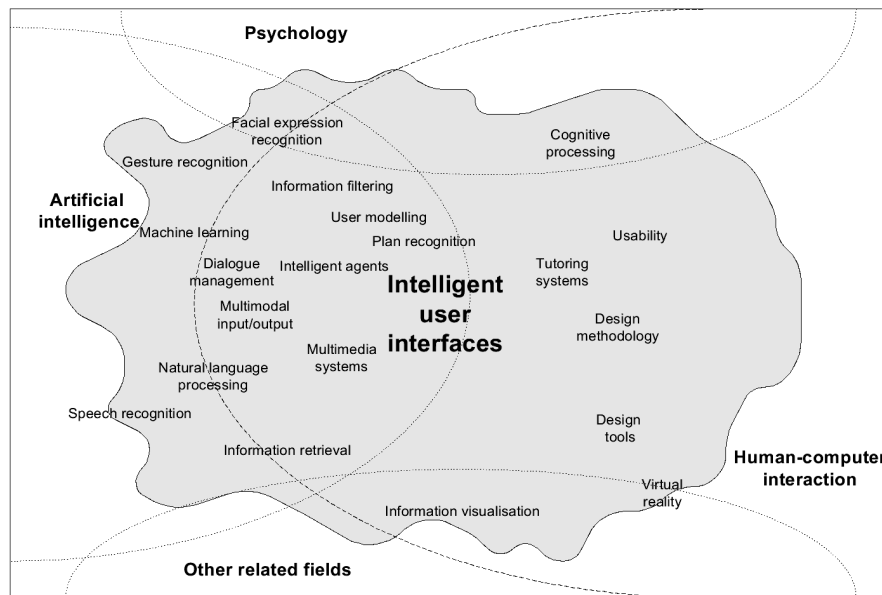 Psychology
Facial expression
recognition
Cognitive
processing
Gesture recognition
Information filtering
Artificial
intelligence
User modelling
Machine learning
Plan recognition
Usability
Dialogue
management
Intelligent agents
Tutoring
systems
Intelligent
user
interfaces
Multimodal
input/output
Design
methodology
Multimedia
systems
Natural language
processing
Speech recognition
Design
tools
Information retrieval
Human-computer
interaction
Virtual
reality
Information visualisation
Other related fields